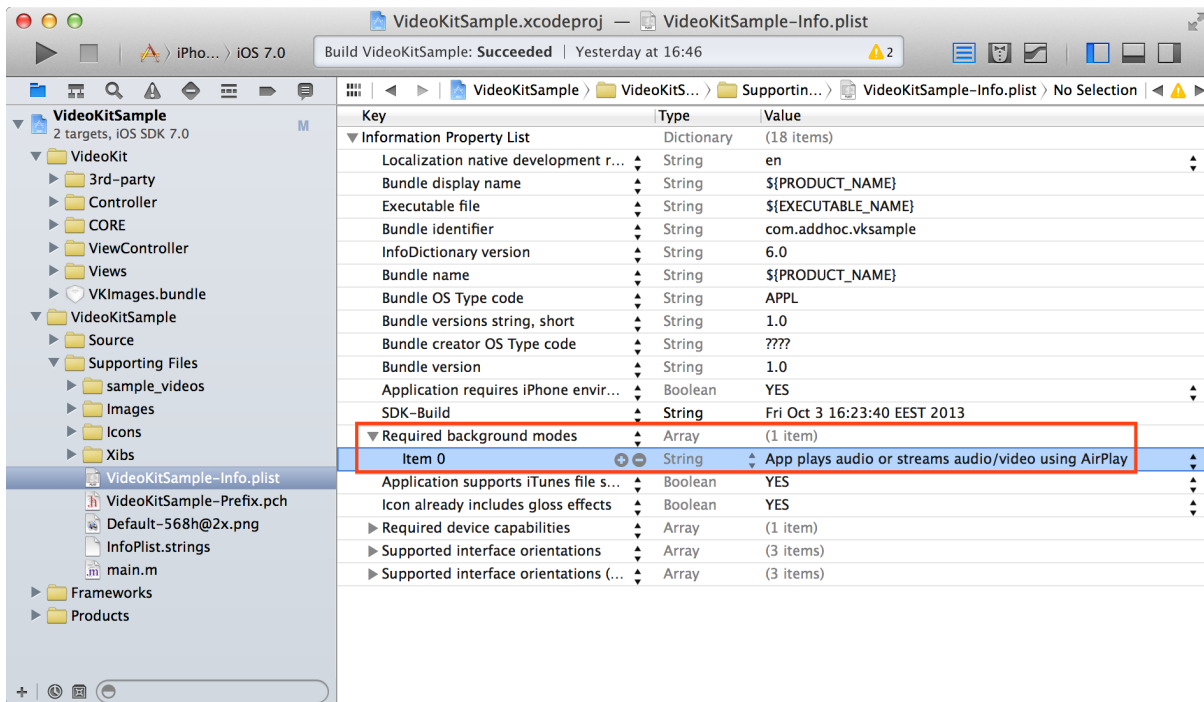 VideoKitSample.xcodeproj — VideoKitSample-Info.plist
iPho... iOS 7.0
Build VideoKitSample: Succeeded | Yesterday at 16:46
2
VideoKitSample VideoKitS... Supportin... VideoKitSample-Info.plist No Selection
VideoKitSample
2 targets, iOS SDK 7.0
M
VideoKit
3rd-party
Controller
CORE
ViewController
Views
VKImages.bundle
VideoKitSample
Source
Supporting Files
sample_videos
Images
Icons
Xibs
VideoKitSample-Info.plist
VideoKitSample-Prefix.pch
Default-568h@2x.png
InfoPlist.strings
main.m
Frameworks
Products
Key Type Value
Information Property List Dictionary (18 items)
Localization native development r... String en
Bundle display name String ${PRODUCT_NAME}
Executable file String ${EXECUTABLE_NAME}
Bundle identifier String com.addhoc.vksample
InfoDictionary version String 6.0
Bundle name String ${PRODUCT_NAME}
Bundle OS Type code String APPL
Bundle versions string, short String 1.0
Bundle creator OS Type code String ????
Bundle version String 1.0
Application requires iPhone envir... Boolean YES
SDK-Build String Fri Oct 3 16:23:40 EEST 2013
Required background modes Array (1 item)
Item 0 String App plays audio or streams audio/video using AirPlay
Application supports iTunes file s... Boolean YES
Icon already includes gloss effects Boolean YES
Required device capabilities Array (1 item)
Supported interface orientations Array (3 items)
Supported interface orientations (... Array (3 items)